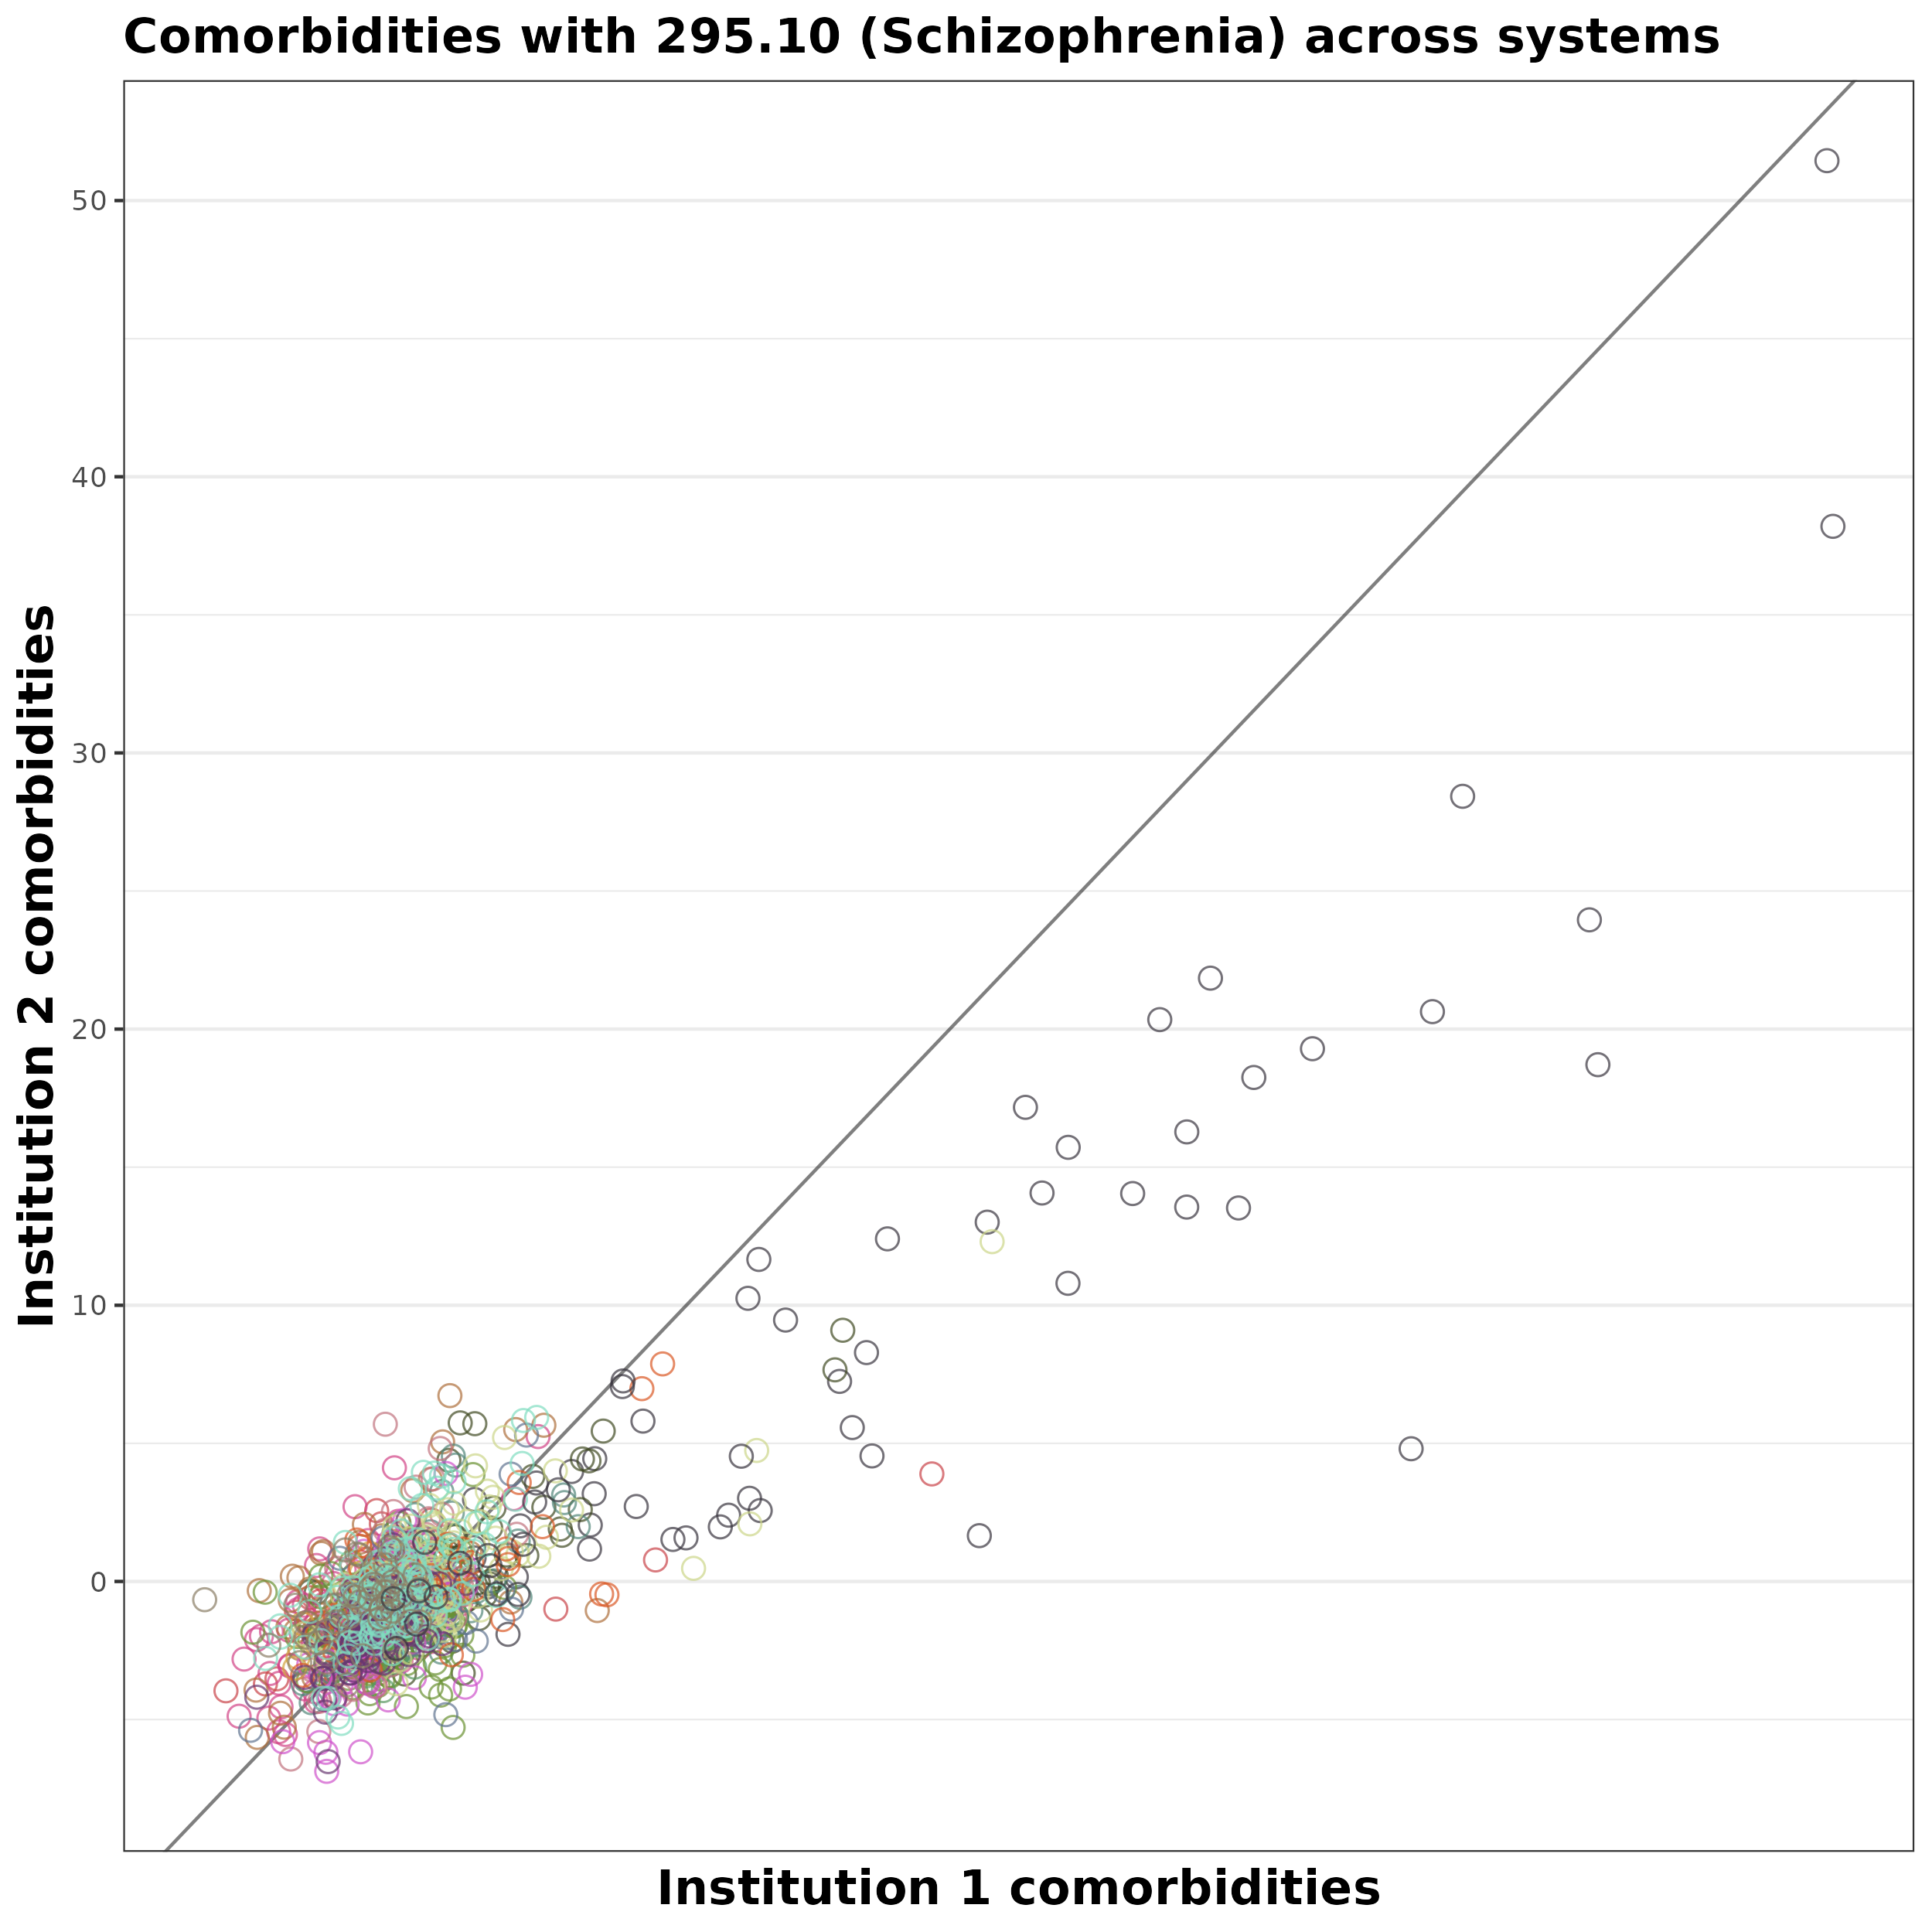 Comorbidities with 295.10 (Schizophrenia) across systems
Institution 2 comorbidities
50
40
30
20
10
0
Institution 1 comorbidities